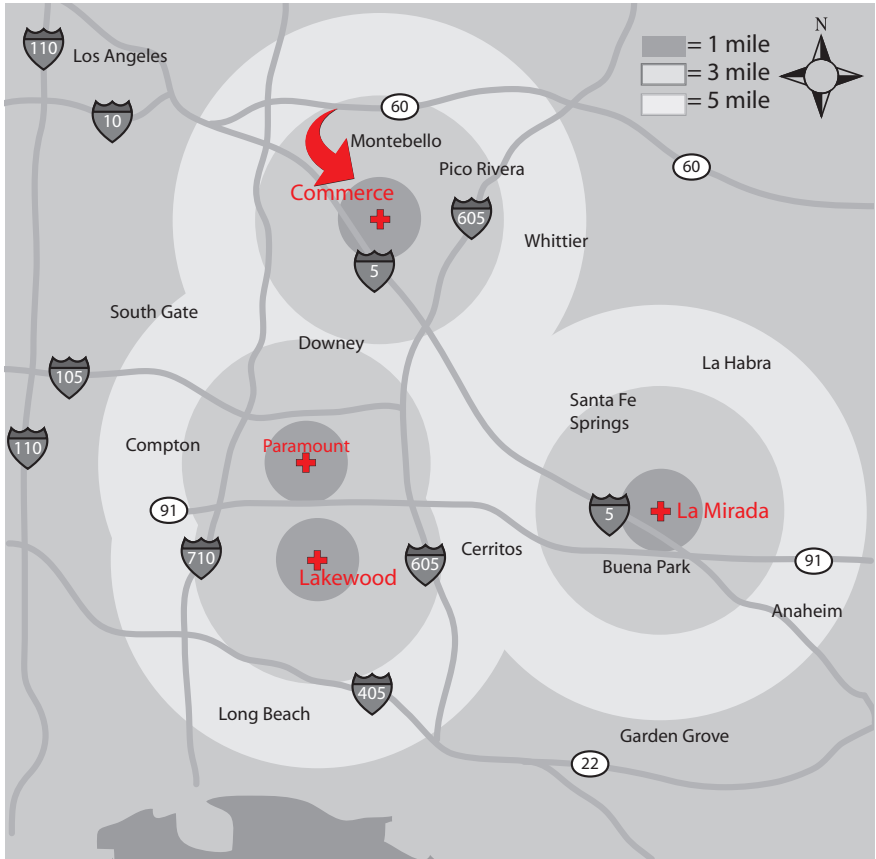 110
Los Angeles
N
= 1 mile
= 3 mile
= 5 mile
10
60
Montebello
Pico Rivera
60
Commerce
605
Whittier
5
South Gate
Downey
La Habra
105
Santa Fe
Springs
110
Compton
Paramount
91
5
La Mirada
710
Lakewood
605
Cerritos
Buena Park
91
Anaheim
405
Long Beach
Garden Grove
22